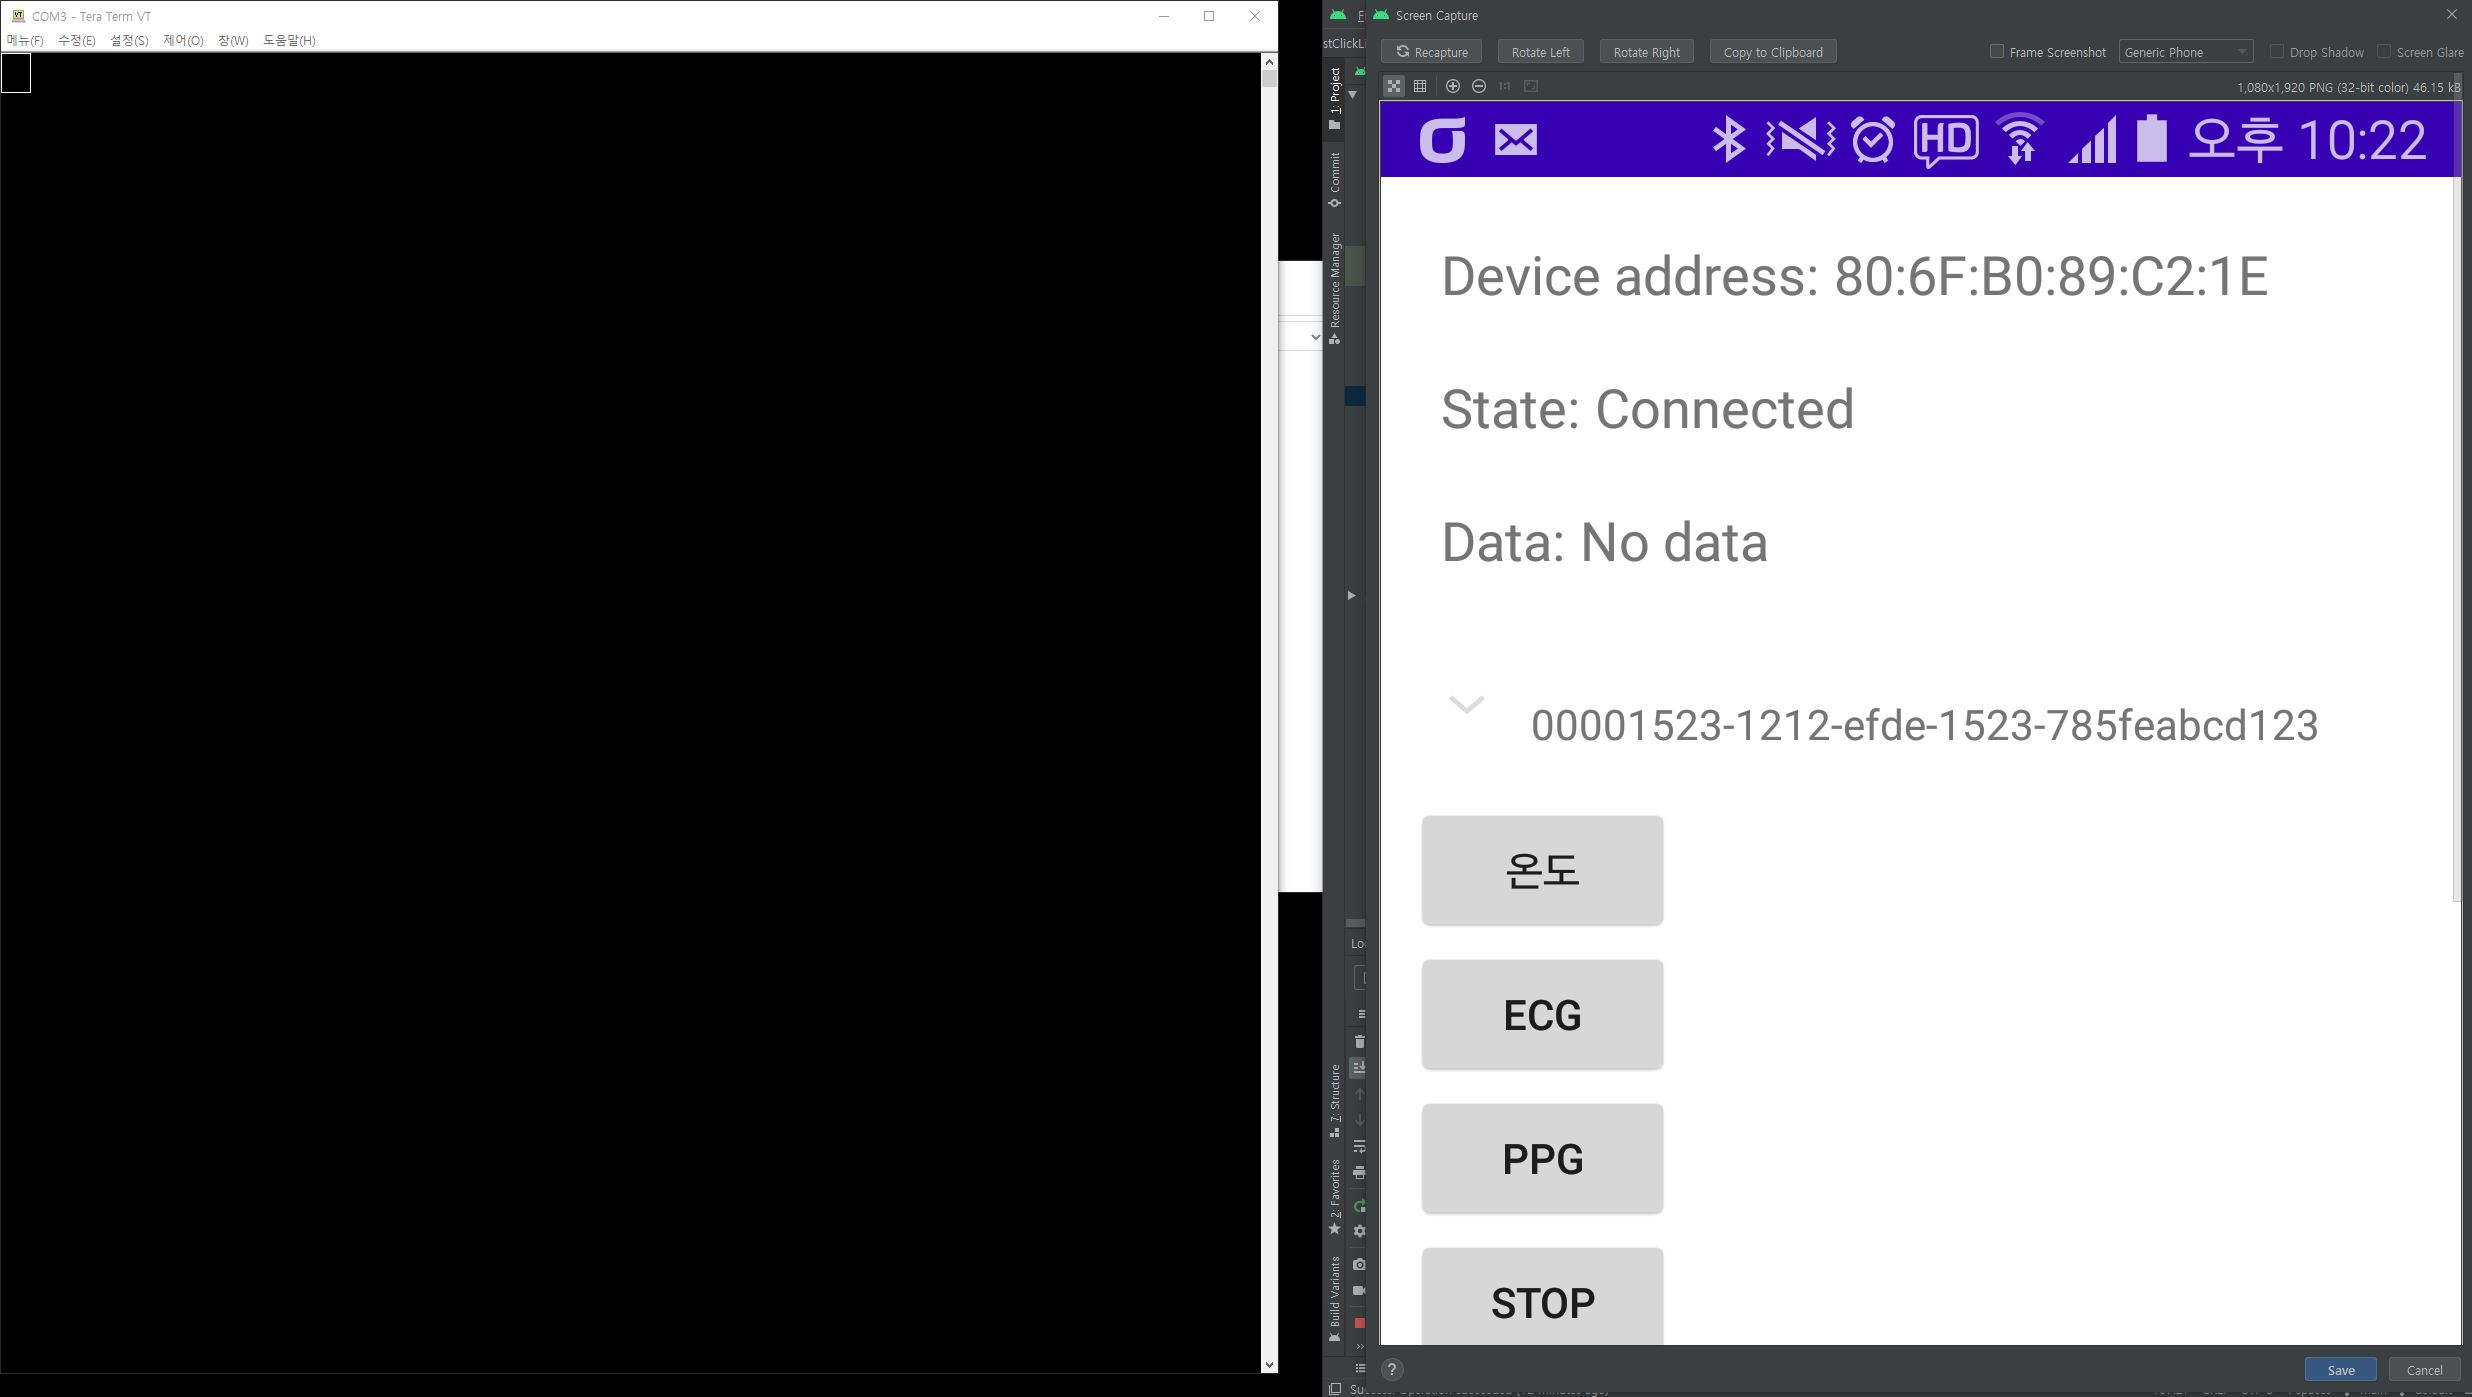 COM3 - Tera Term VT
메뉴(F) 수정(E) 설정(S) 제어(O) 창(W) 도움말(H)
stClickLi
1: Project
Commit
Resource Manager
7: Structure
2: Favorites
Build Variants
Screen Capture
Recapture Rotate Left Rotate Right Copy to Clipboard Frame Screenshot Generic Phone Drop Shadow Screen Glare
1:1
1,080x1,920 PNG (32-bit color) 46.15 kB
HD 오후 10:22
Device address: 80:6F:B0:89:C2:1E
State: Connected
Data: No data
00001523-1212-efde-1523-785feabcd123
온도
ECG
PPG
STOP
? Save Cancel